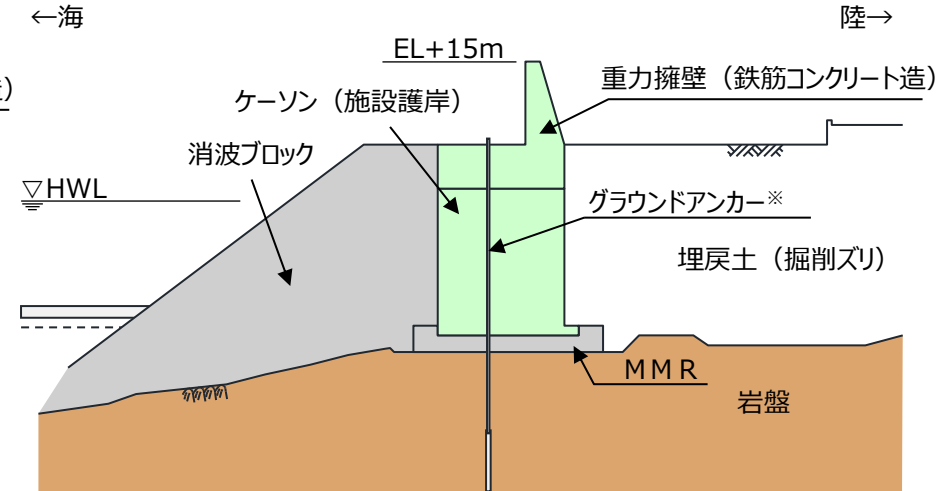 ←海
陸→
EL+15m
重力擁壁（鉄筋コンクリート造）
）
ケーソン（施設護岸）
消波ブロック
▽HWL
グラウンドアンカー※
埋戻土（掘削ズリ）
ＭＭＲ
岩盤